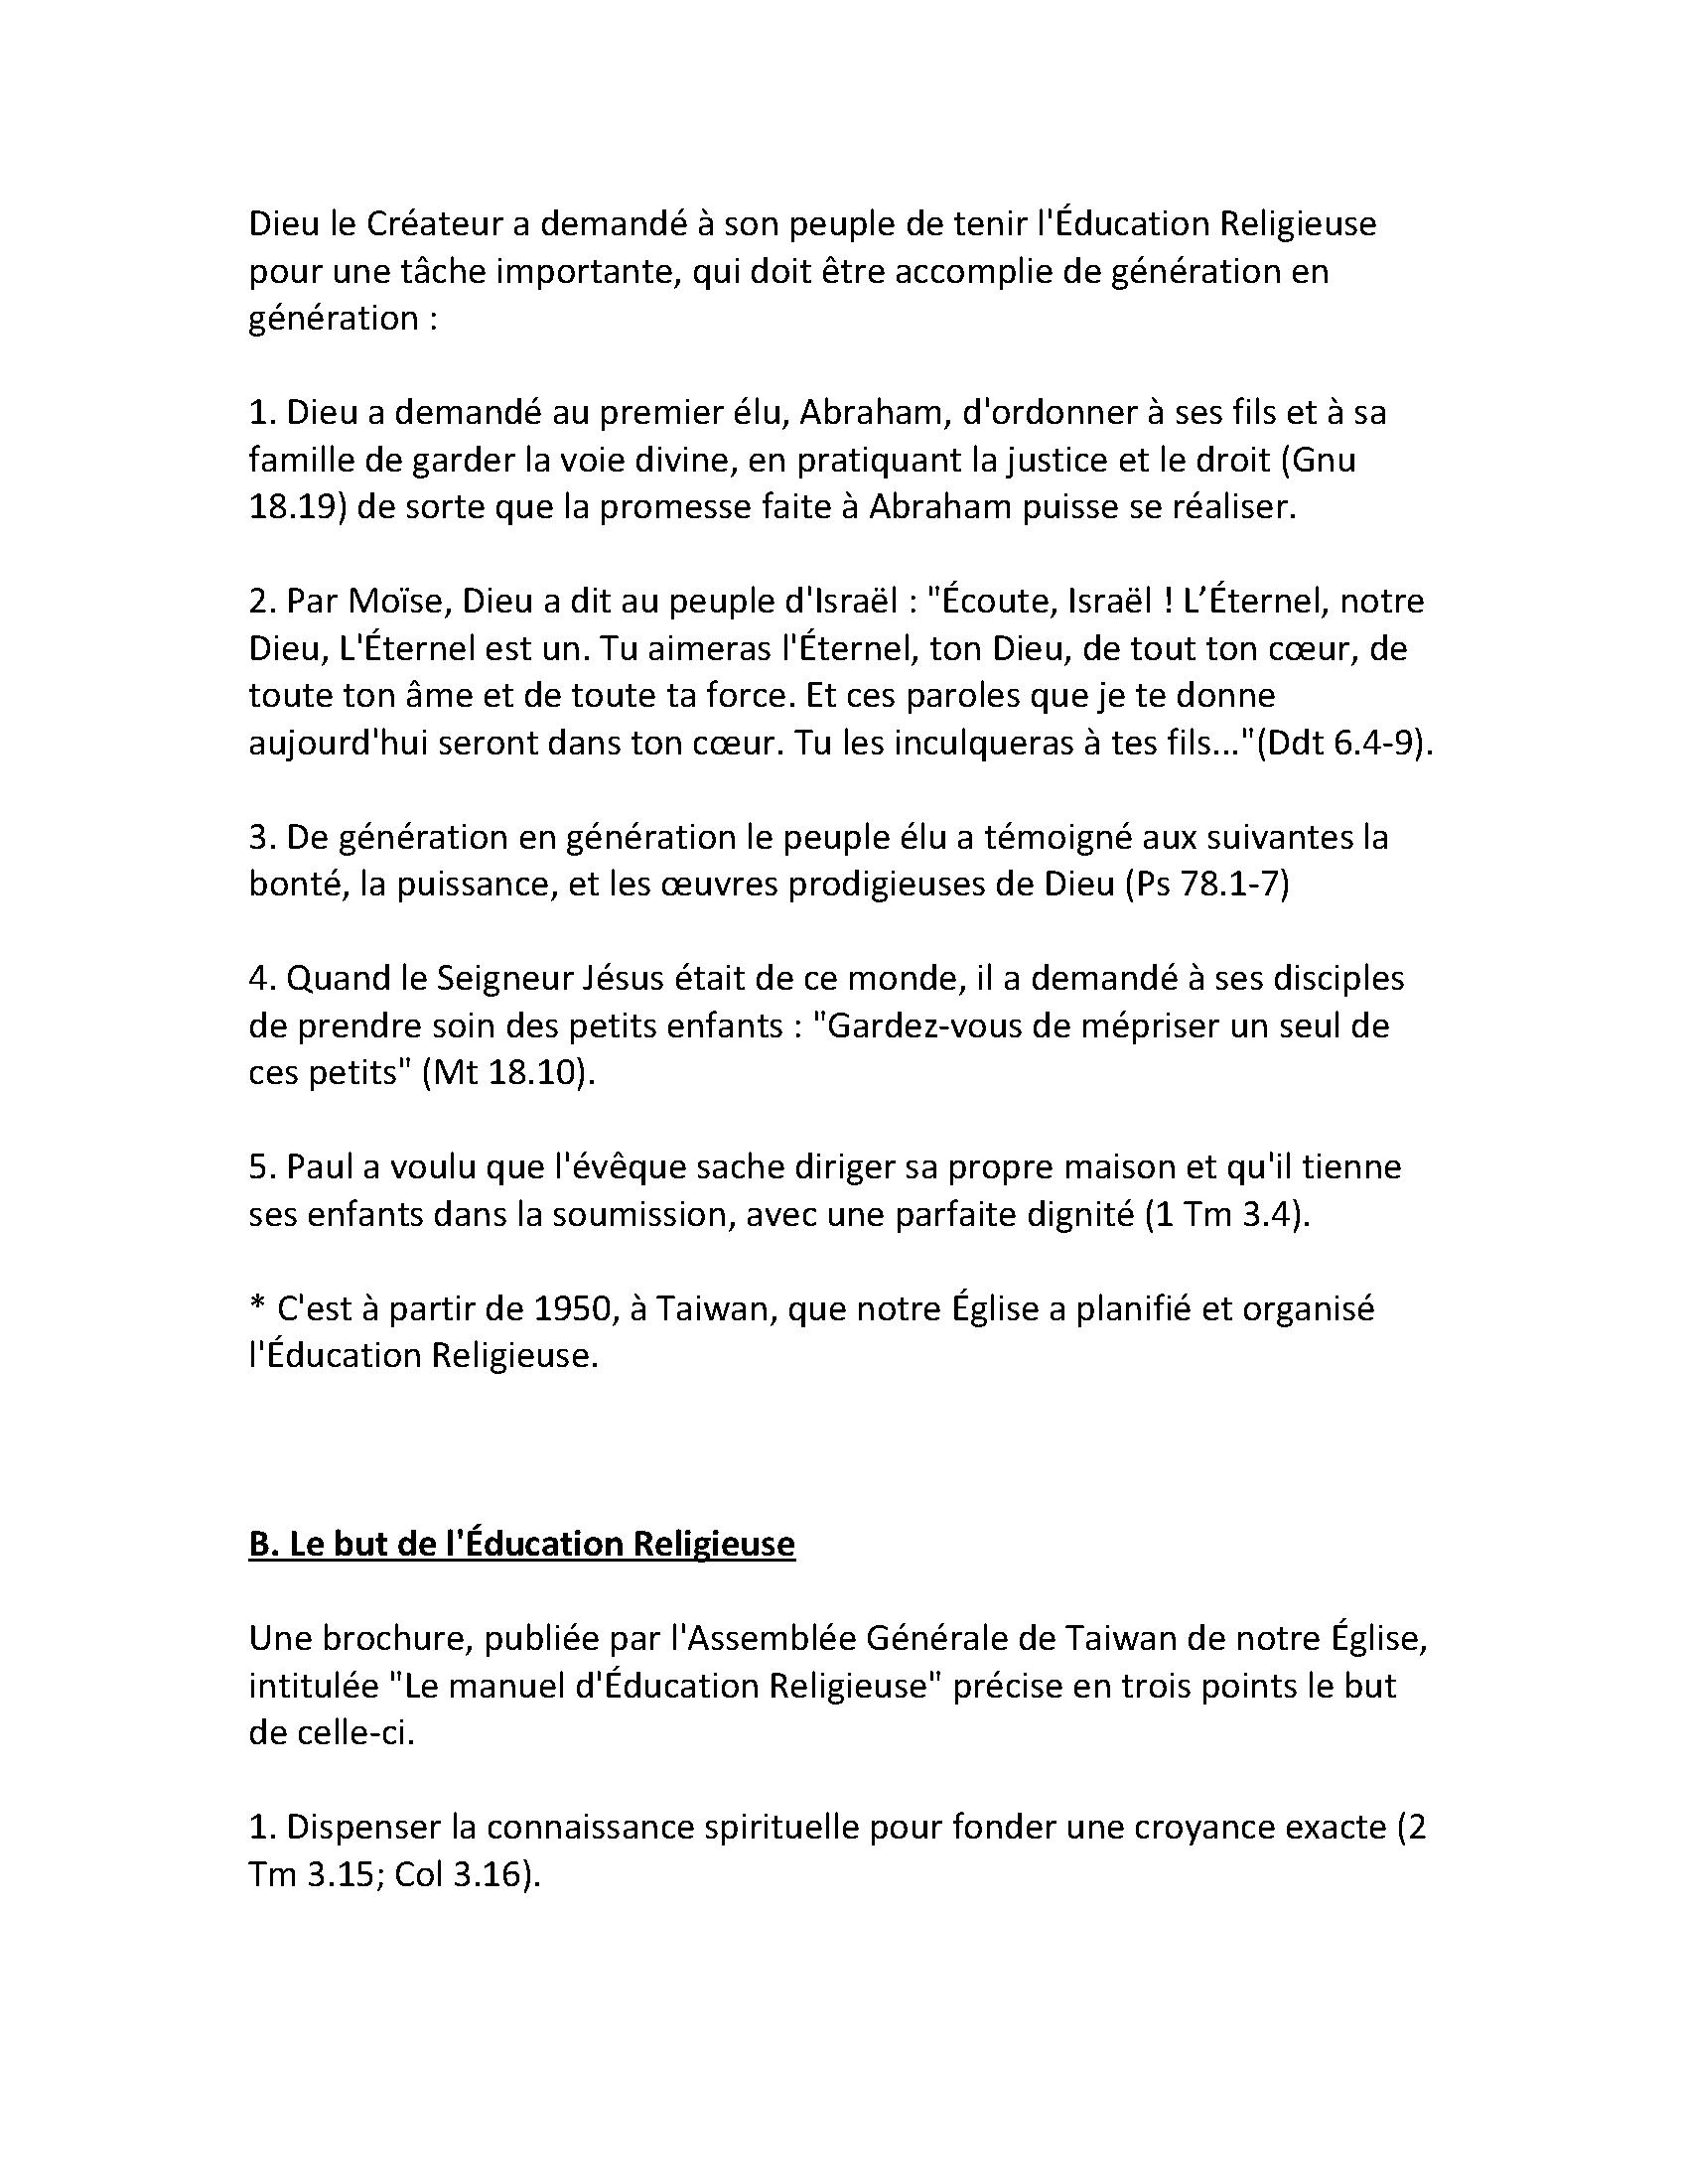 Dieu le Créateur a demandé à son peuple de tenir l'Éducation Religieuse
pour une tâche importante, qui doit être accomplie de génération en
génération :
1. Dieu a demandé au premier élu, Abraham, d'ordonner à ses fils et à sa
famille de garder la voie divine, en pratiquant la justice et le droit (Gnu
18.19) de sorte que la promesse faite à Abraham puisse se réaliser.
2. Par Moïse, Dieu a dit au peuple d'Israël : "Écoute, Israël ! L’Éternel, notre
Dieu, L'Éternel est un. Tu aimeras l'Éternel, ton Dieu, de tout ton cœur, de
toute ton âme et de toute ta force. Et ces paroles que je te donne
aujourd'hui seront dans ton cœur. Tu les inculqueras à tes fils..."(Ddt 6.4-9).
3. De génération en génération le peuple élu a témoigné aux suivantes la
bonté, la puissance, et les œuvres prodigieuses de Dieu (Ps 78.1-7)
4. Quand le Seigneur Jésus était de ce monde, il a demandé à ses disciples
de prendre soin des petits enfants : "Gardez-vous de mépriser un seul de
ces petits" (Mt 18.10).
5. Paul a voulu que l'évêque sache diriger sa propre maison et qu'il tienne
ses enfants dans la soumission, avec une parfaite dignité (1 Tm 3.4).
* C'est à partir de 1950, à Taiwan, que notre Église a planifié et organisé
l'Éducation Religieuse.
B. Le but de l'Éducation Religieuse
Une brochure, publiée par l'Assemblée Générale de Taiwan de notre Église,
intitulée "Le manuel d'Éducation Religieuse" précise en trois points le but
de celle-ci.
1. Dispenser la connaissance spirituelle pour fonder une croyance exacte (2
Tm 3.15; Col 3.16).